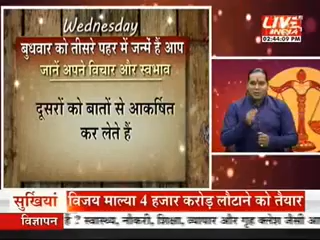 Wednesday
बुधवार को तीसरे पहर में जन्में हैं आप
जानें अपने विचार और स्वभाव
दूसरों को बातों से आकर्षित
कर लेते हैं
LIVE
INDIA
02:44:09 PM
सुर्खियां
विजय माल्या 4 हजार करोड़ लौटाने को तैयार
विज्ञापन
हैं ? स्वास्थ्य, नौकरी, शिक्षा, व्यापार और गृह क्लेश जैसी